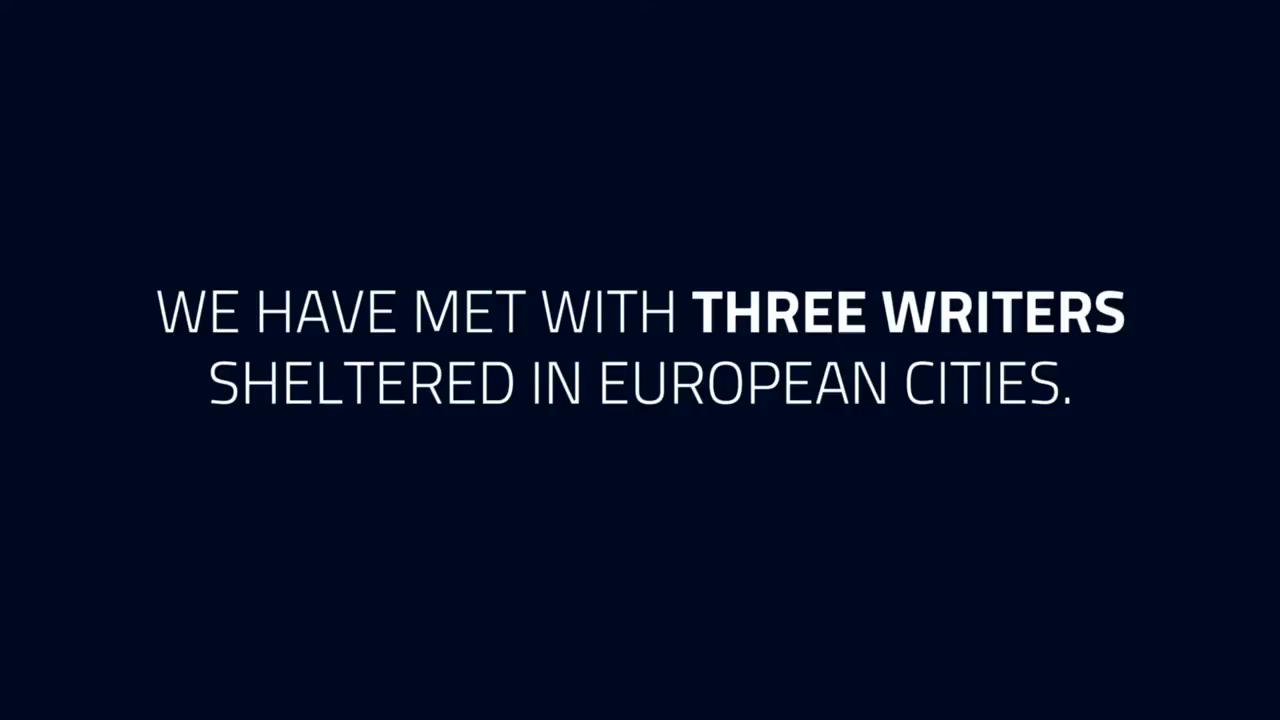 WE HAVE MET WITH THREE WRITERS
SHELTERED IN EUROPEAN CITIES.